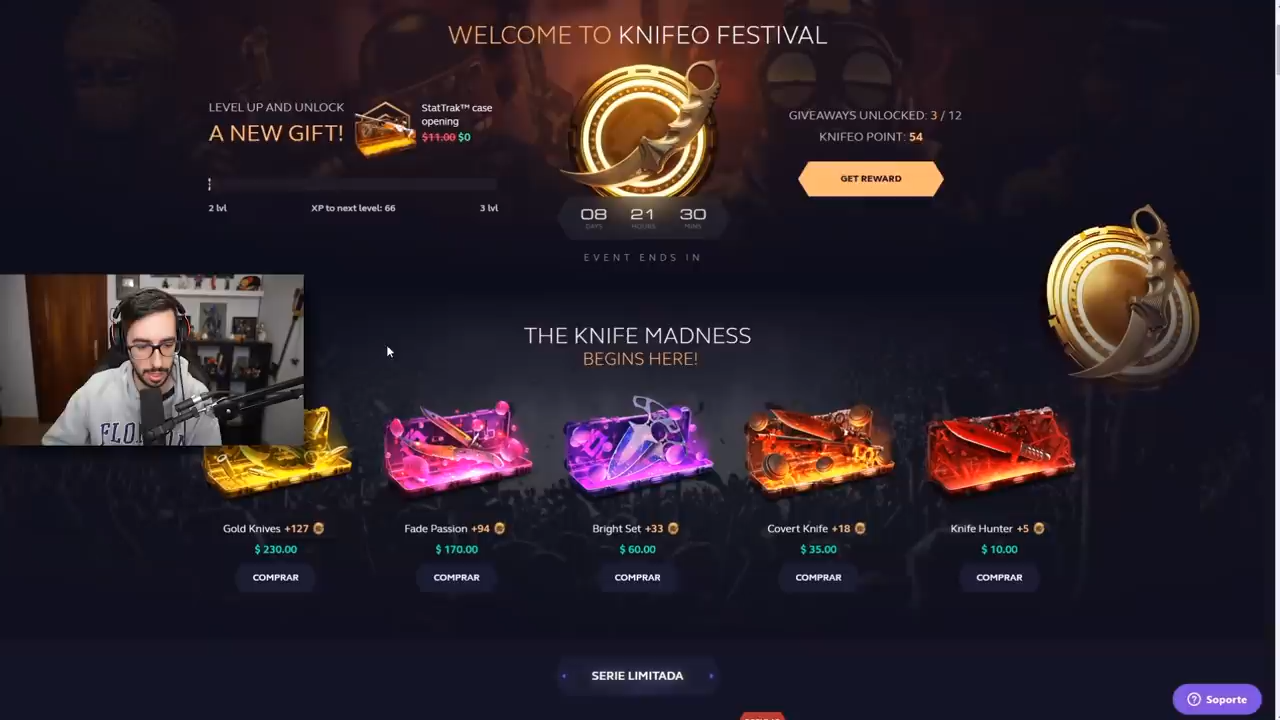 WELCOME TO KNIFEO FESTIVAL
LEVEL UP AND UNLOCK
A NEW GIFT!
StatTrak™ case
opening
$11.00 $0
2 lvl
XP to next level: 66
3 lvl
08 21 30
DAYS HOURS MINS
EVENT ENDS IN
GIVEAWAYS UNLOCKED: 3 / 12
KNIFEO POINT: 54
GET REWARD
THE KNIFE MADNESS
BEGINS HERE!
Gold Knives +127
$ 230.00
COMPRAR
Fade Passion +94
$ 170.00
COMPRAR
Bright Set +33
$ 60.00
COMPRAR
Covert Knife +18
$ 35.00
COMPRAR
Knife Hunter +5
$ 10.00
COMPRAR
SERIE LIMITADA
Soporte